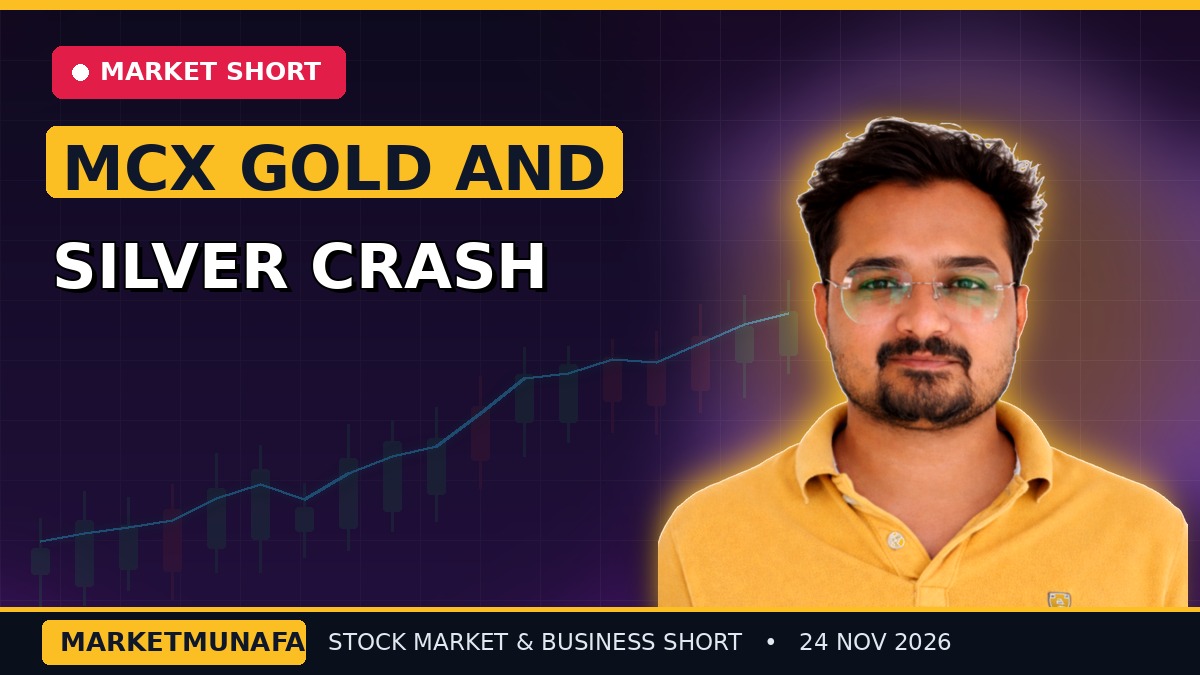 MARKET SHORT
MCX GOLD AND
SILVER CRASH
MARKETMUNAFA STOCK MARKET & BUSINESS SHORT • 24 NOV 2026